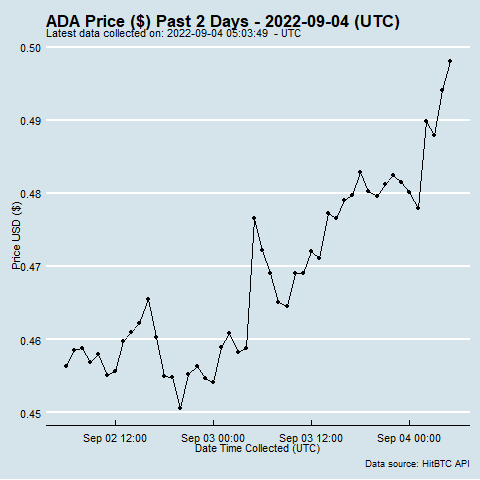 ADA Price ($) Past 2 Days - 2022-09-04 (UTC)
Latest data collected on: 2022-09-04 05:03:49 - UTC
0.50
0.49
0.48
0.47
0.46
0.45
Price USD ($)
Sep 02 12:00
Sep 03 00:00
Sep 03 12:00
Sep 04 00:00
Date Time Collected (UTC)
Data source: HitBTC API